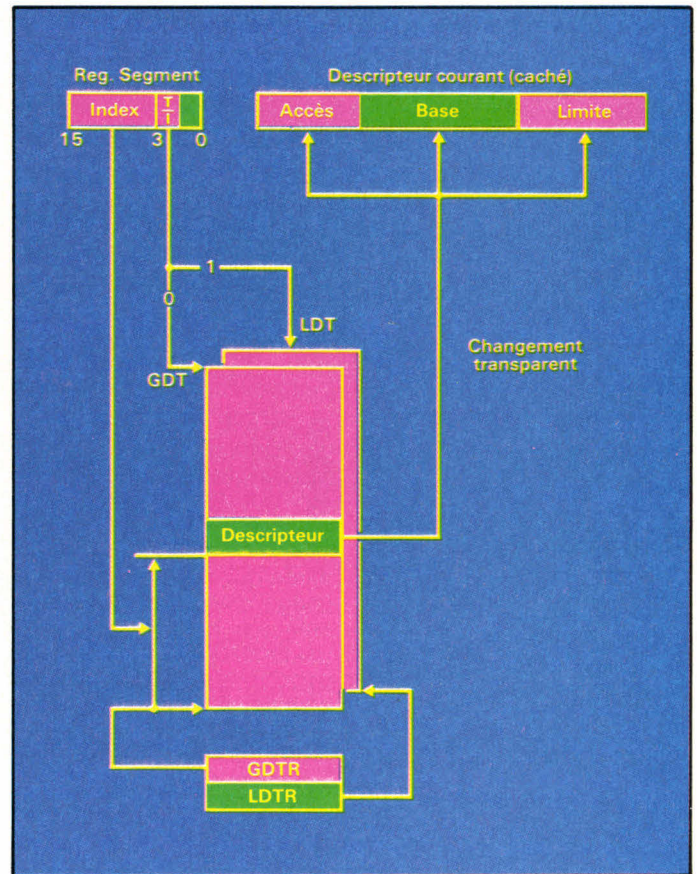 Reg. Segment
Descripteur courant (caché)
Index
T
I
Accès
Base
Limite
15
3
0
1
0
LDT
GDT
Changement
transparent
Descripteur
GDTR
LDTR